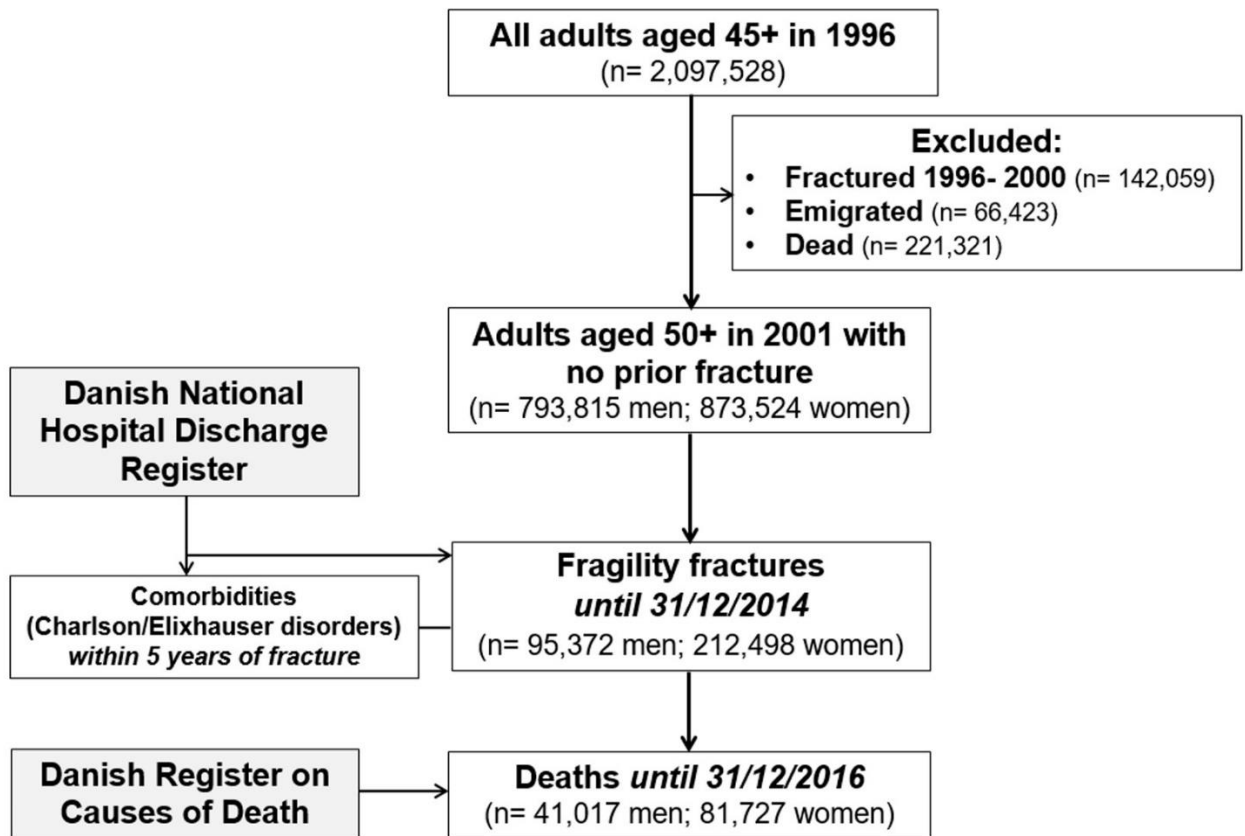 All adults aged 45+ in 1996
(n= 2,097,528)
Excluded:
• Fractured 1996- 2000 (n= 142,059)
• Emigrated (n= 66,423)
• Dead (n= 221,321)
Adults aged 50+ in 2001 with
no prior fracture
(n= 793,815 men; 873,524 women)
Danish National
Hospital Discharge
Register
Fragility fractures
until 31/12/2014
(n= 95,372 men; 212,498 women)
Comorbidities
(Charlson/Elixhauser disorders)
within 5 years of fracture
Danish Register on
Causes of Death
Deaths until 31/12/2016
(n= 41,017 men; 81,727 women)